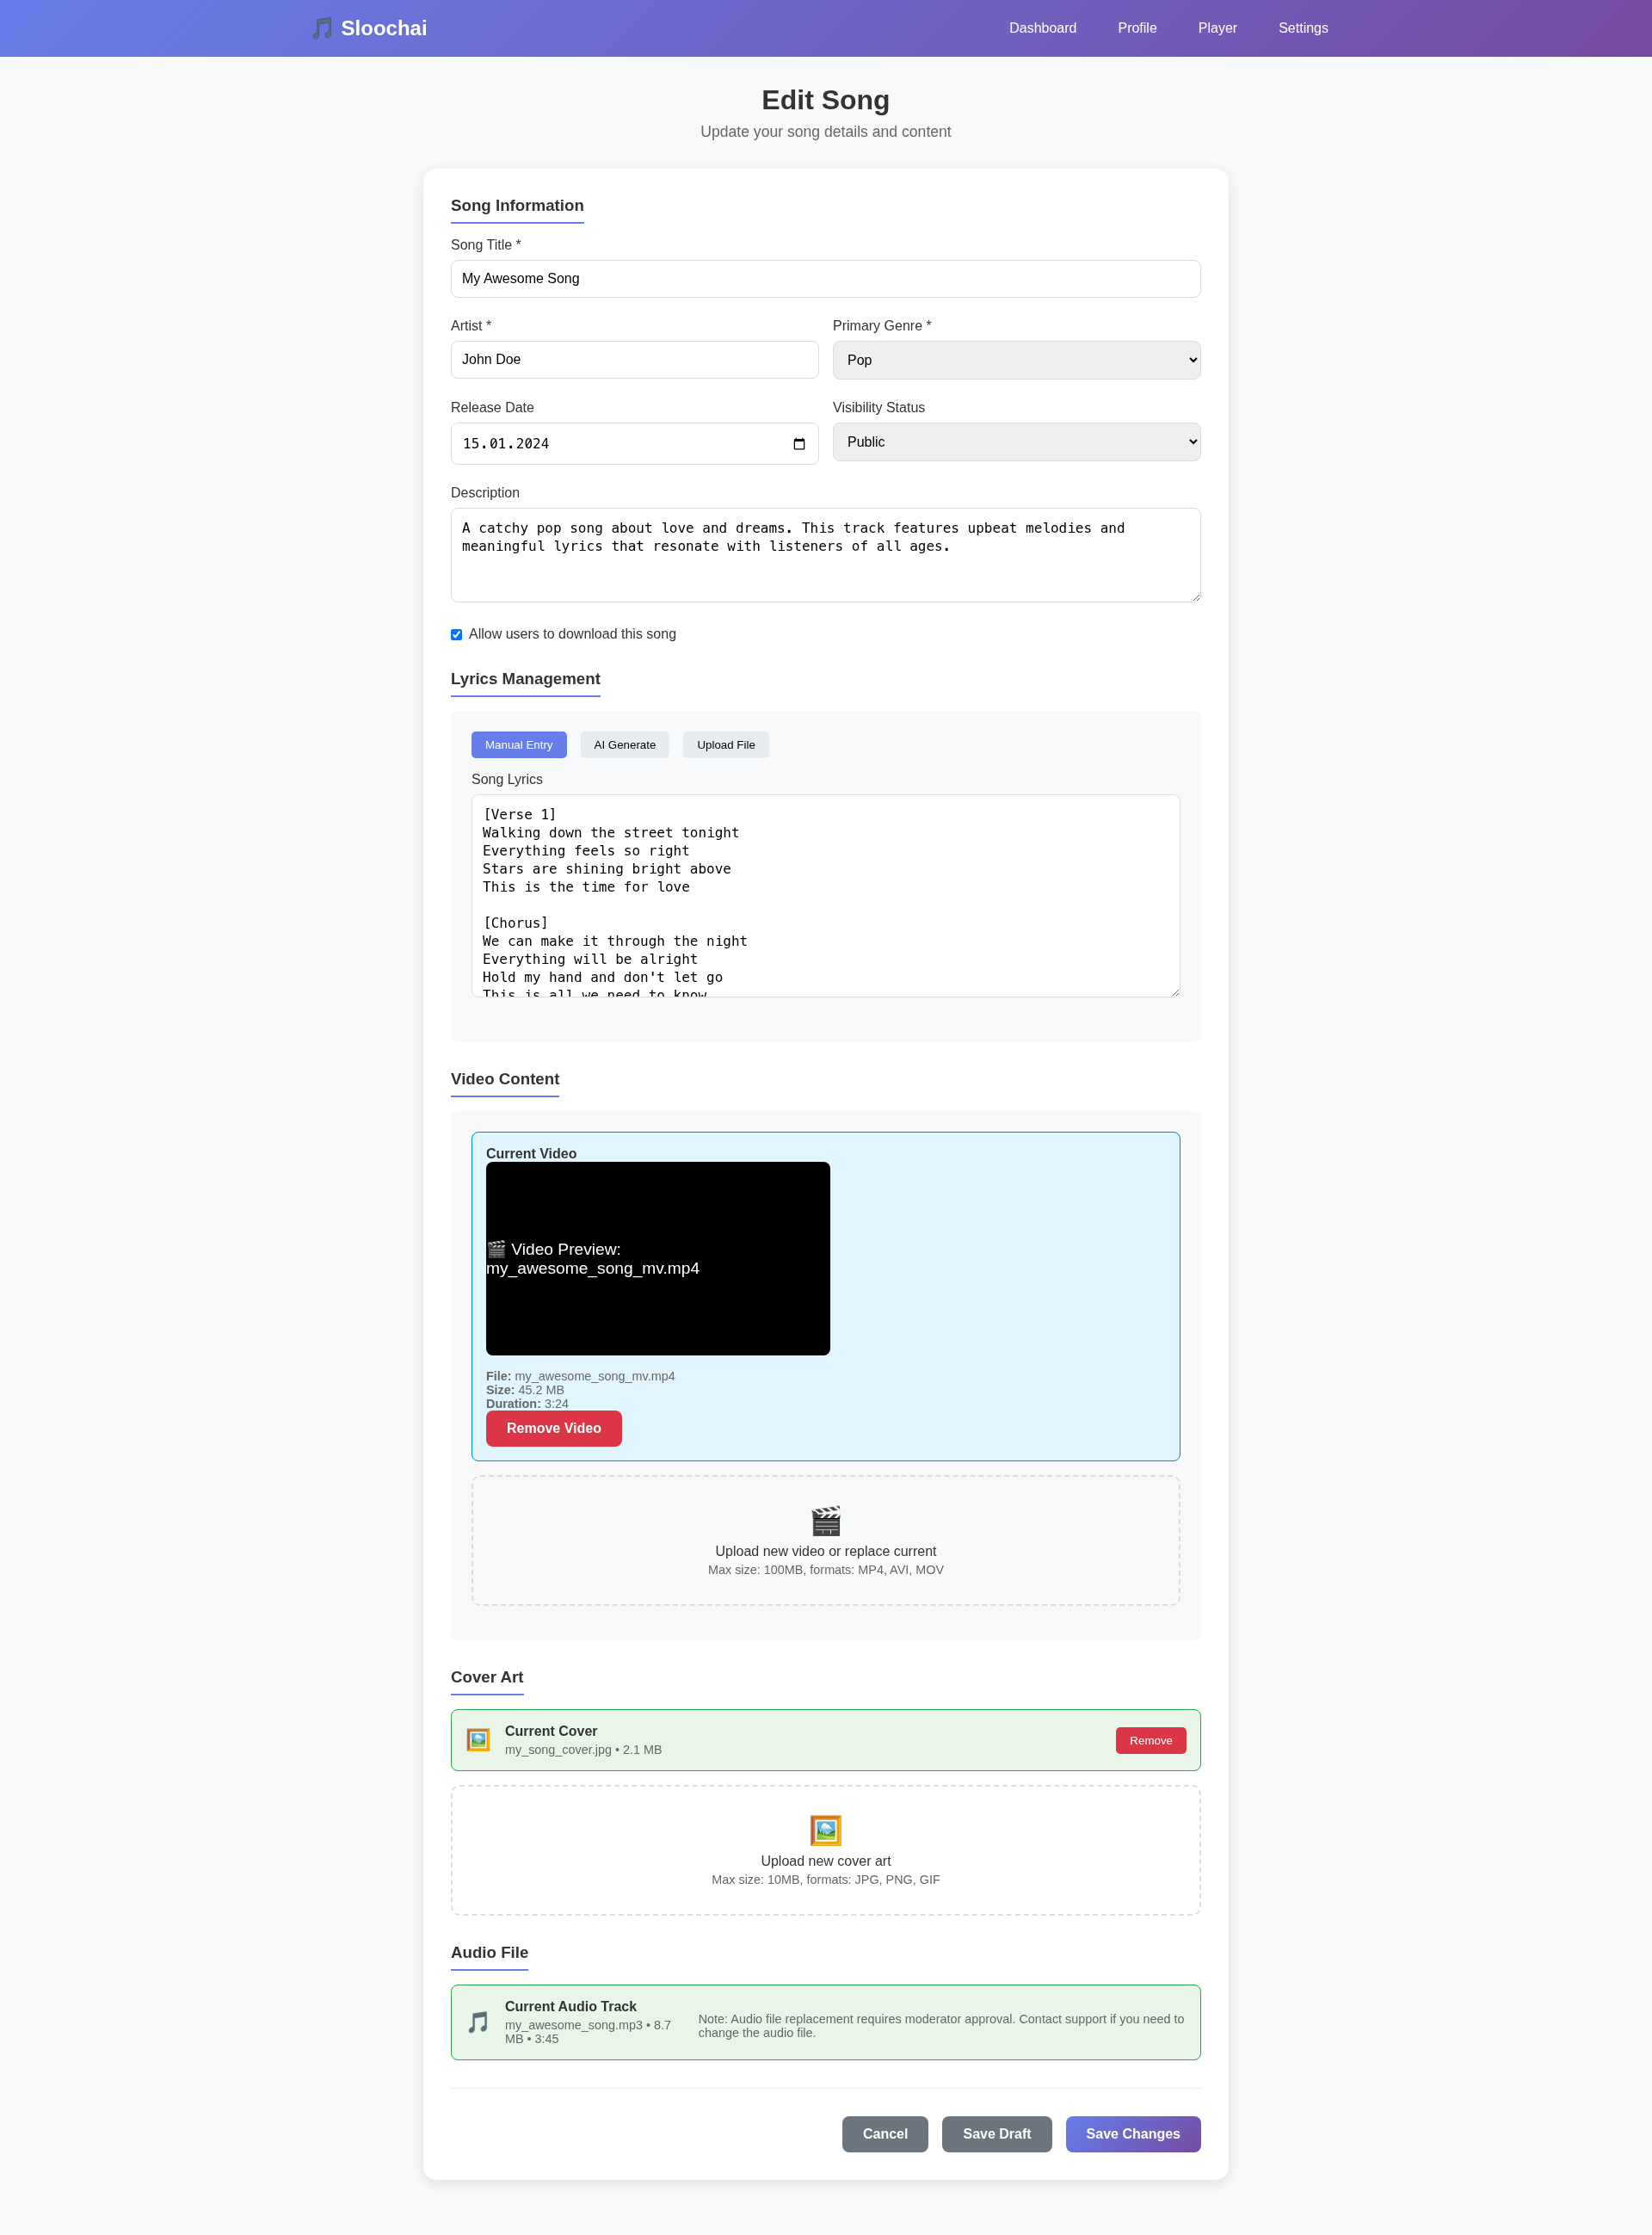 🎵 Sloochai
Dashboard
Profile
Player
Settings
Edit Song
Update your song details and content
Song Information
Song Title *
My Awesome Song
Artist *
Primary Genre *
John Doe
Pop
Release Date
Visibility Status
15.01.2024
Public
Description
A catchy pop song about love and dreams. This track features upbeat melodies and
meaningful lyrics that resonate with listeners of all ages.
Allow users to download this song
Lyrics Management
Manual Entry
AI Generate
Upload File
Song Lyrics
[Verse 1]
Walking down the street tonight
Everything feels so right
Stars are shining bright above
This is the time for love
[Chorus]
We can make it through the night
Everything will be alright
Hold my hand and don't let go
This is all we need to know
Video Content
Current Video
🎬 Video Preview:
my_awesome_song_mv.mp4
File: my_awesome_song_mv.mp4
Size: 45.2 MB
Duration: 3:24
Remove Video
Upload new video or replace current
Max size: 100MB, formats: MP4, AVI, MOV
Cover Art
Current Cover
my_song_cover.jpg • 2.1 MB
Remove
Upload new cover art
Max size: 10MB, formats: JPG, PNG, GIF
Audio File
Current Audio Track
my_awesome_song.mp3 • 8.7
MB • 3:45
Note: Audio file replacement requires moderator approval. Contact support if you need to
change the audio file.
Cancel
Save Draft
Save Changes